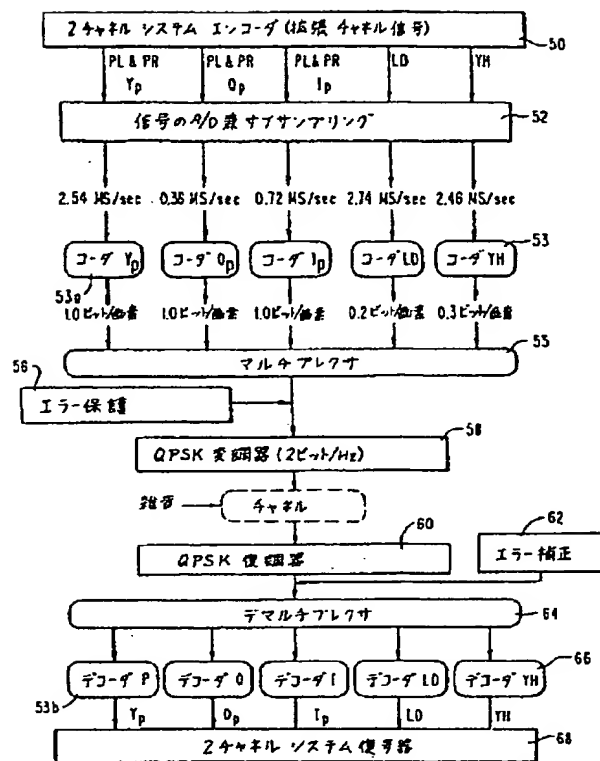 2チャネル システム エンコーダ (拡張 チャネル信号)
50
PL & PR PL & PR PL & PR LD YH
Yp Qp Ip
信号の A/D 及 サブサンプリング
52
2.54 MS/sec 0.36 MS/sec 0.72 MS/sec 2.74 MS/sec 2.46 MS/sec
コーダ Yp コーダ Qp コーダ Ip コーダ LD コーダ YH
53
53a
1.0ビット/画素 1.0ビット/画素 1.0ビット/画素 0.2ビット/画素 0.3ビット/画素
マルチプレクサ
55
56
エラー保護
58
QPSK 変調器 (2ビット/Hz)
雑音
チャネル
60
62
QPSK 復調器
エラー補正
デマルチプレクサ
64
デコーダ P デコーダ Q デコーダ I デコーダ LD デコーダ YH
66
53b
Yp Qp Ip LD YH
2チャネル システム復号器
68